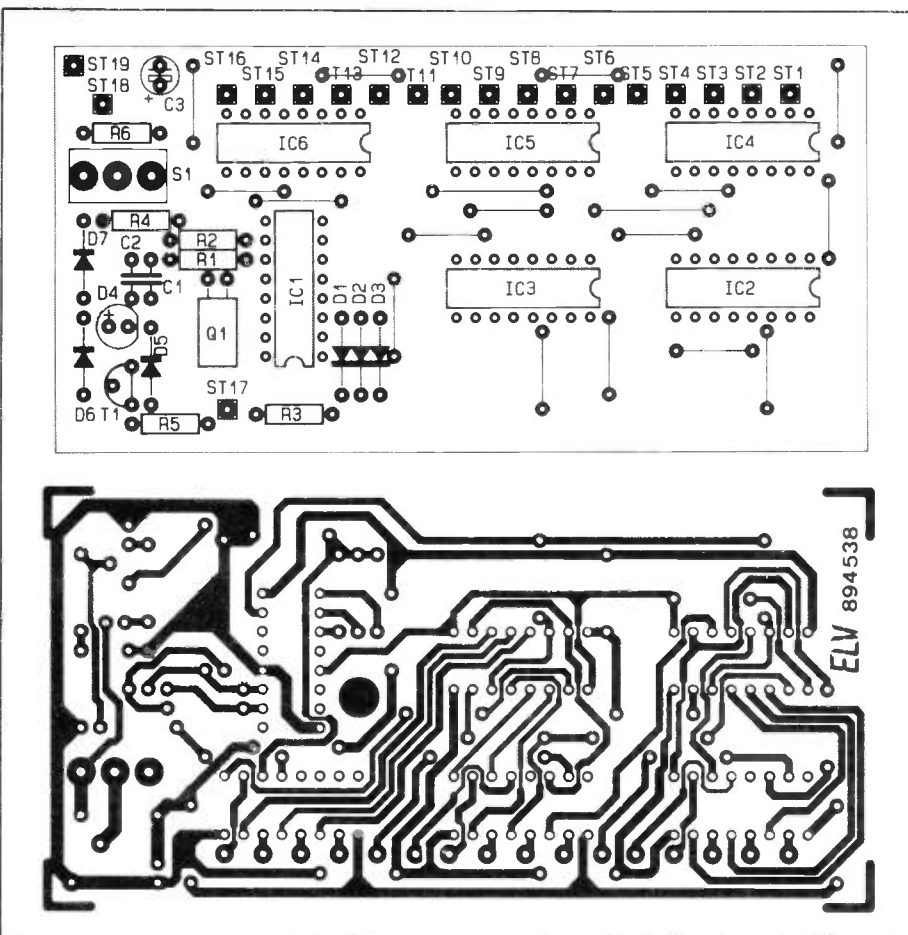 ST19
ST18
C3
ST16
ST15
ST14
ST13
ST12
T11
ST10
ST9
ST8
ST7
ST6
ST5
ST4
ST3
ST2
ST1
R6
IC6
IC5
IC4
S1
R4
D7
C2
R2
R1
C1
IC1
IC3
IC2
D4
Q1
D1
D2
D3
D5
ST17
D6
T1
R5
R3
ELV 894538